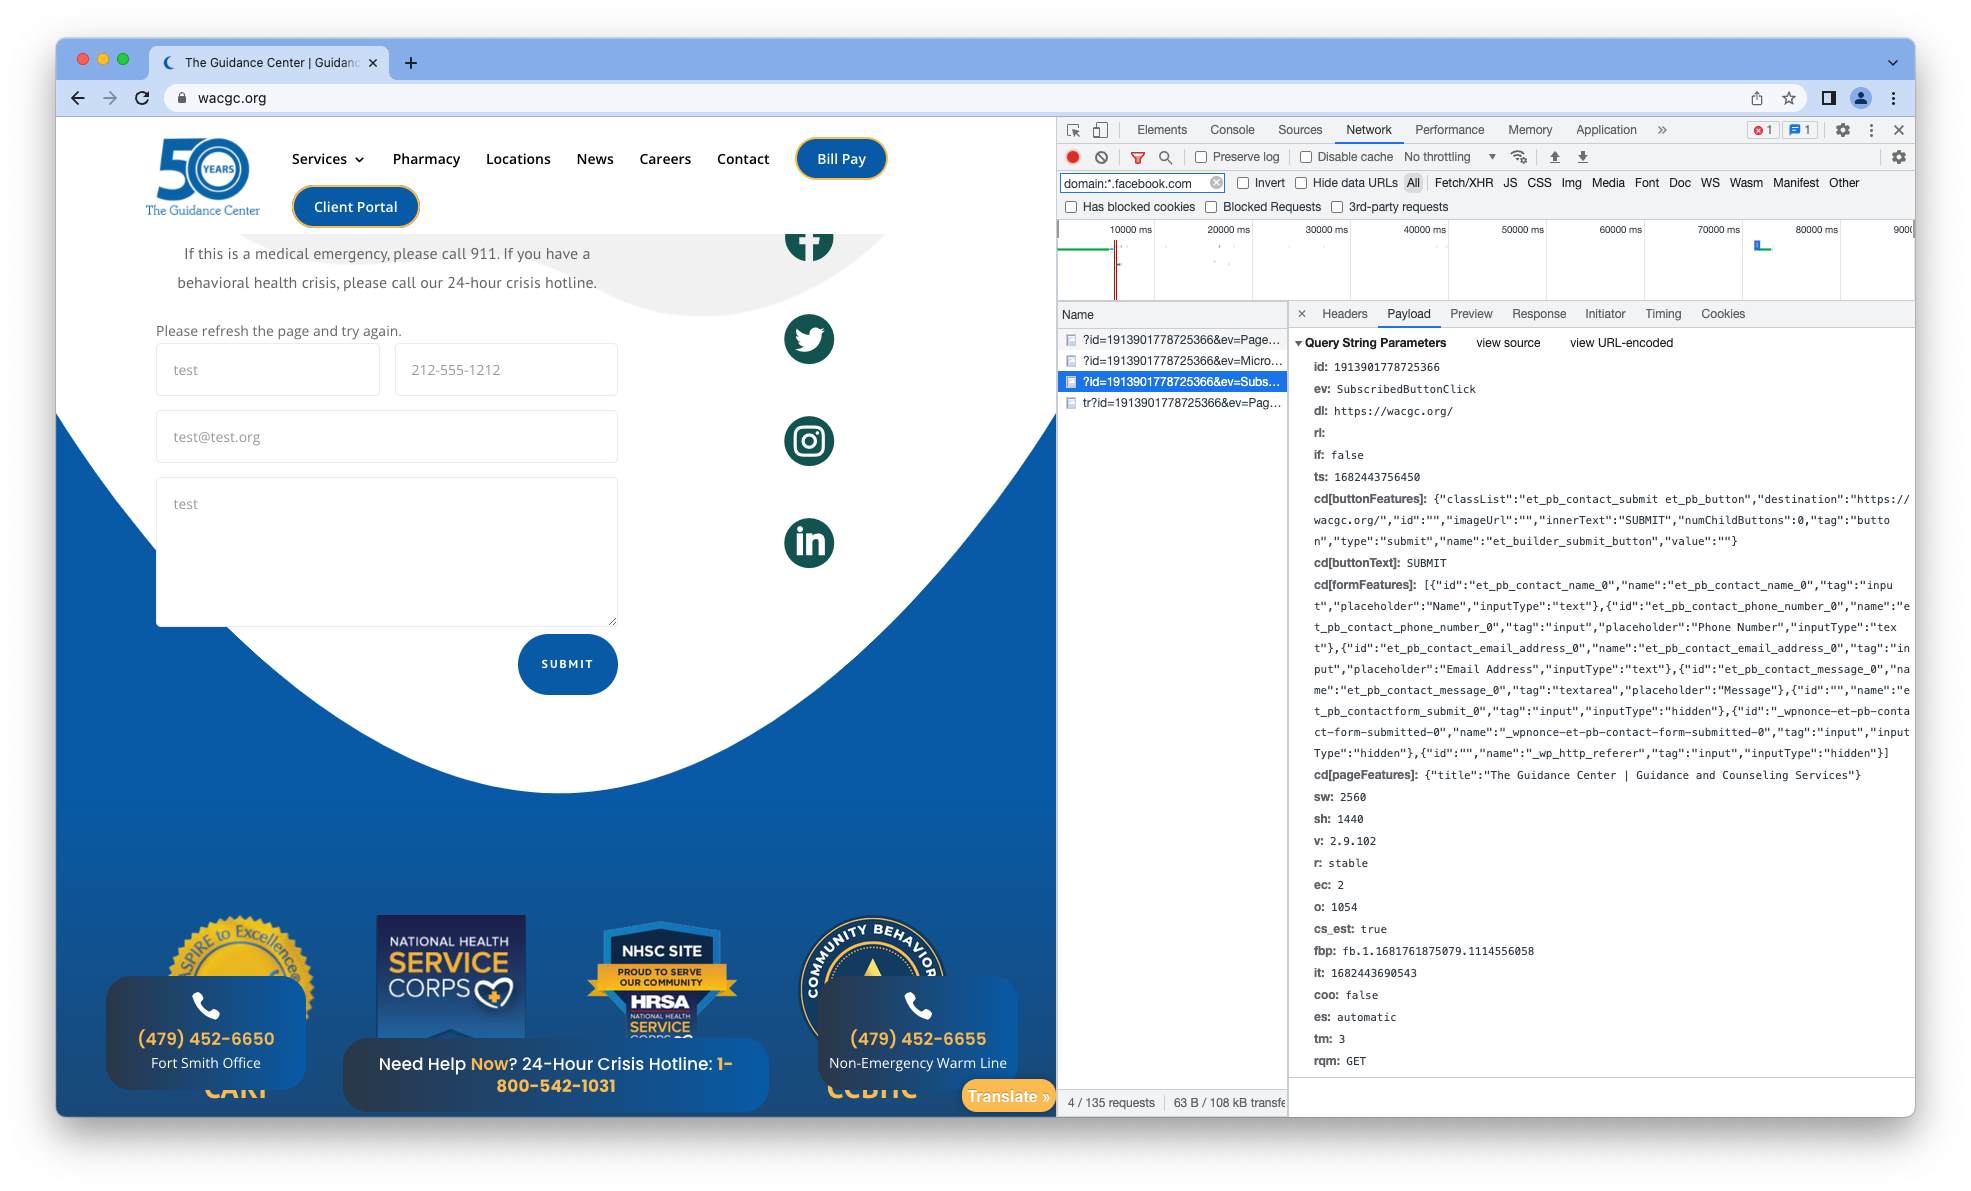 The Guidance Center | Guidanc
wacgc.org
50 YEARS
The Guidance Center
Services
Pharmacy
Locations
News
Careers
Contact
Bill Pay
Client Portal
If this is a medical emergency, please call 911. If you have a
behavioral health crisis, please call our 24-hour crisis hotline.
Please refresh the page and try again.
test
212-555-1212
test@test.org
test
SUBMIT
ASPIRE to Excellence
NATIONAL HEALTH
SERVICE
CORPS
NHSC SITE
PROUD TO SERVE
OUR COMMUNITY
HRSA
NATIONAL HEALTH
SERVICE
CORPS
COMMUNITY BEHAVIOR
(479) 452-6650
Fort Smith Office
CARF
Need Help Now? 24-Hour Crisis Hotline: 1-
800-542-1031
(479) 452-6655
Non-Emergency Warm Line
CCBHC
Translate »
Elements Console Sources Network Performance Memory Application » 1 1
Preserve log Disable cache No throttling
domain:*.facebook.com Invert Hide data URLs All Fetch/XHR JS CSS Img Media Font Doc WS Wasm Manifest Other
Has blocked cookies Blocked Requests 3rd-party requests
10000 ms 20000 ms 30000 ms 40000 ms 50000 ms 60000 ms 70000 ms 80000 ms 9000
Name
?id=1913901778725366&ev=Page...
?id=1913901778725366&ev=Micro...
?id=1913901778725366&ev=Subs...
tr?id=1913901778725366&ev=Pag...
4 / 135 requests 63 B / 108 kB transfe
Headers Payload Preview Response Initiator Timing Cookies
Query String Parameters view source view URL-encoded
id: 1913901778725366
ev: SubscribedButtonClick
dl: https://wacgc.org/
rl:
if: false
ts: 1682443756450
cd[buttonFeatures]: {"classList":"et_pb_contact_submit et_pb_button","destination":"https://
wacgc.org/","id":"","imageUrl":"","innerText":"SUBMIT","numChildButtons":0,"tag":"butto
n","type":"submit","name":"et_builder_submit_button","value":""}
cd[buttonText]: SUBMIT
cd[formFeatures]: [{"id":"et_pb_contact_name_0","name":"et_pb_contact_name_0","tag":"inpu
t","placeholder":"Name","inputType":"text"},{"id":"et_pb_contact_phone_number_0","name":"e
t_pb_contact_phone_number_0","tag":"input","placeholder":"Phone Number","inputType":"tex
t"},{"id":"et_pb_contact_email_address_0","name":"et_pb_contact_email_address_0","tag":"in
put","placeholder":"Email Address","inputType":"text"},{"id":"et_pb_contact_message_0","na
me":"et_pb_contact_message_0","tag":"textarea","placeholder":"Message"},{"id":"","name":"e
t_pb_contactform_submit_0","tag":"input","inputType":"hidden"},{"id":"_wpnonce-et-pb-conta
ct-form-submitted-0","name":"_wpnonce-et-pb-contact-form-submitted-0","tag":"input","input
Type":"hidden"},{"id":"","name":"_wp_http_referer","tag":"input","inputType":"hidden"}]
cd[pageFeatures]: {"title":"The Guidance Center | Guidance and Counseling Services"}
sw: 2560
sh: 1440
v: 2.9.102
r: stable
ec: 2
o: 1054
cs_est: true
fbp: fb.1.1681761875079.1114556058
it: 1682443690543
coo: false
es: automatic
tm: 3
rqm: GET